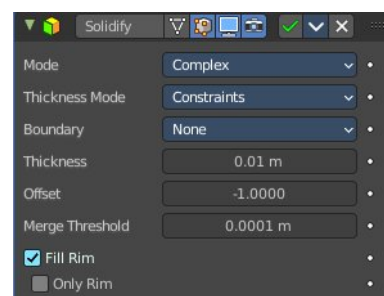 Solidify
Mode Complex
Thickness Mode Constraints
Boundary None
Thickness 0.01 m
Offset -1.0000
Merge Threshold 0.0001 m
Fill Rim
Only Rim